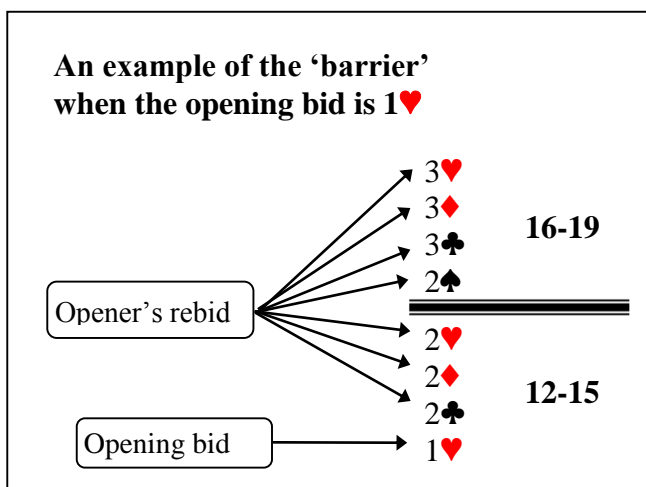 An example of the ‘barrier’
when the opening bid is 1♥
3♥
3♦
16-19
3♣
2♠
Opener’s rebid
2♥
2♦
12-15
2♣
Opening bid
1♥